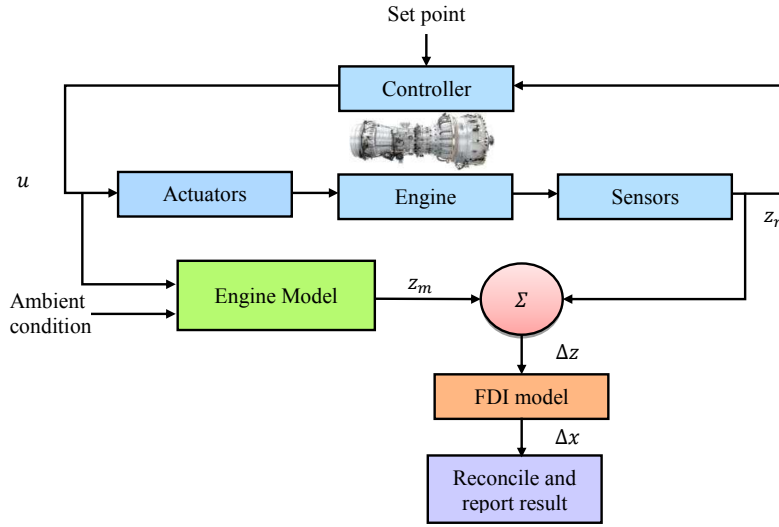 Set point
Controller
u
Actuators
Engine
Sensors
z_r
Engine Model
z_m
Σ
Ambient
condition
Δz
FDI model
Δx
Reconcile and
report result